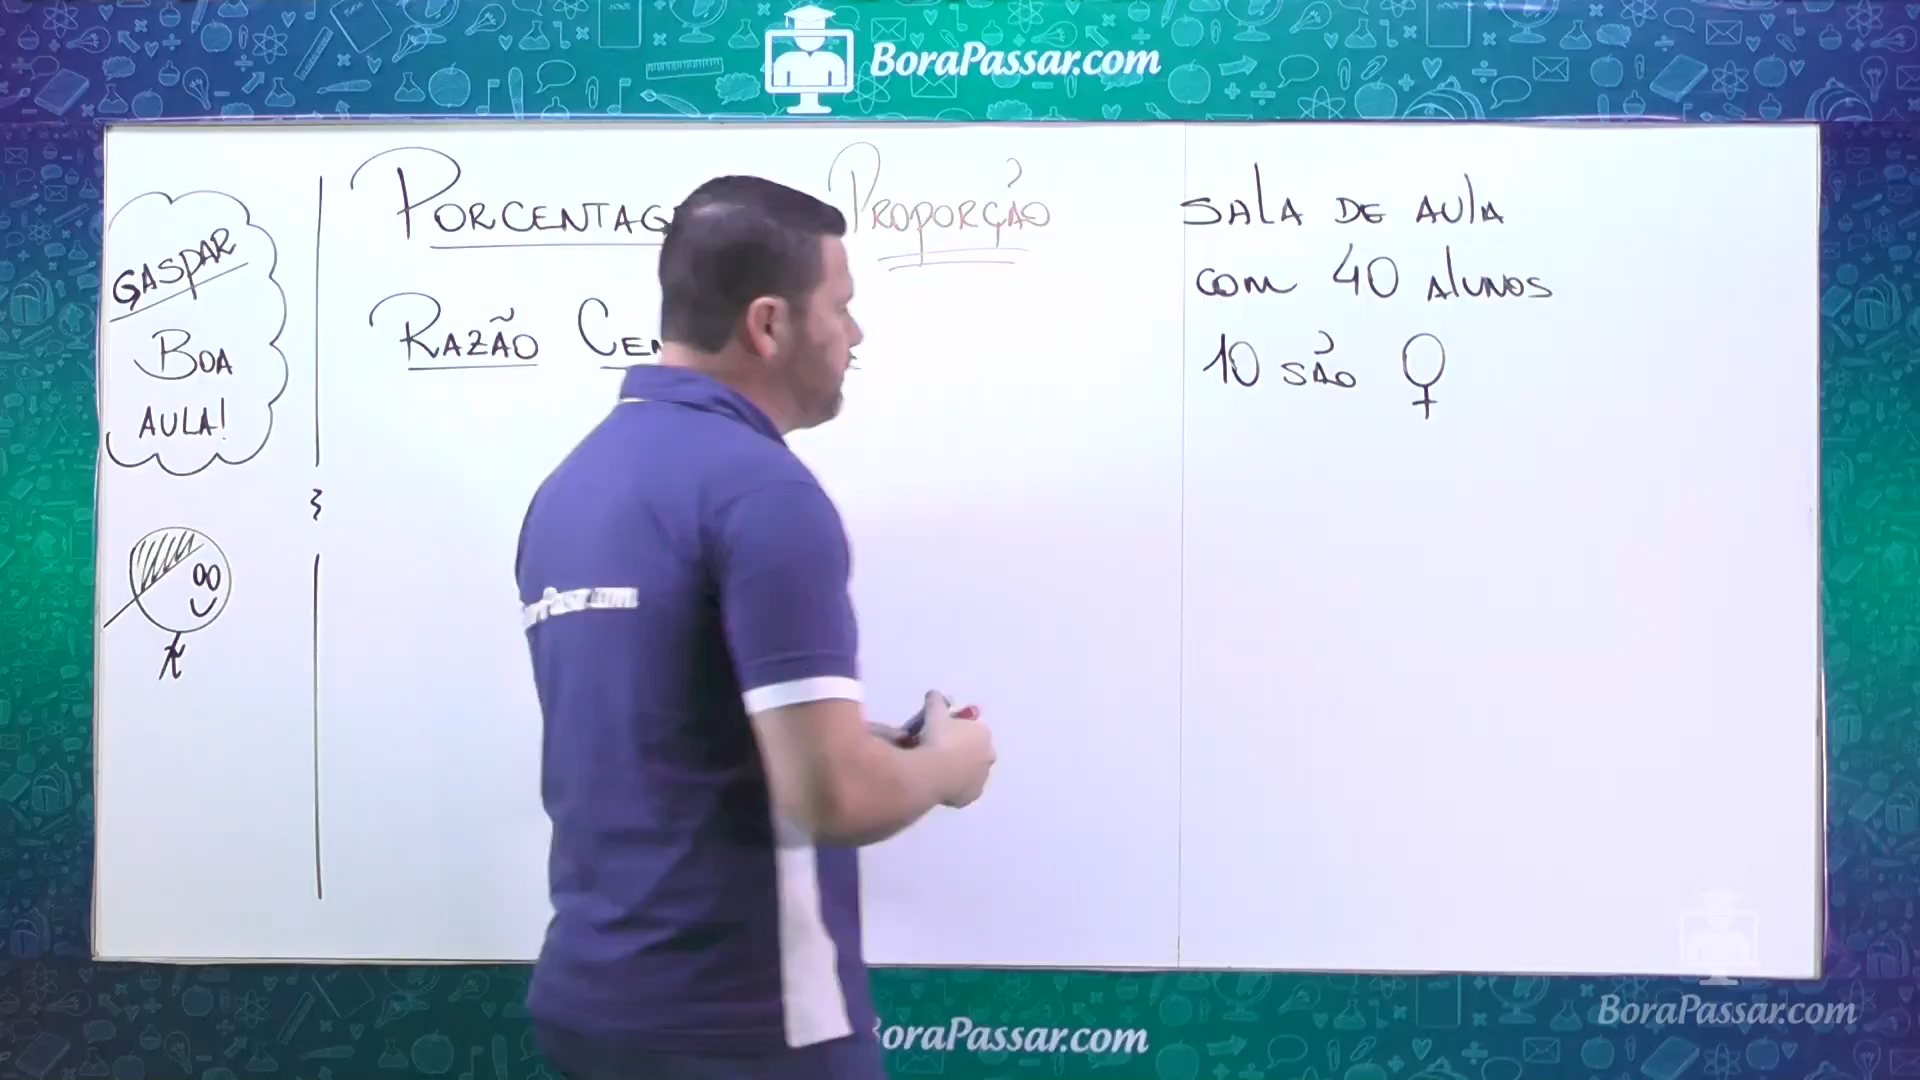 BoraPassar.com
GASPAR
BOA
AULA!
PROPORÇÃO
RAZÃO
SALA DE AULA
COM 40 ALUNOS
10 SÃO ♀
BoraPassar.com
BoraPassar.com